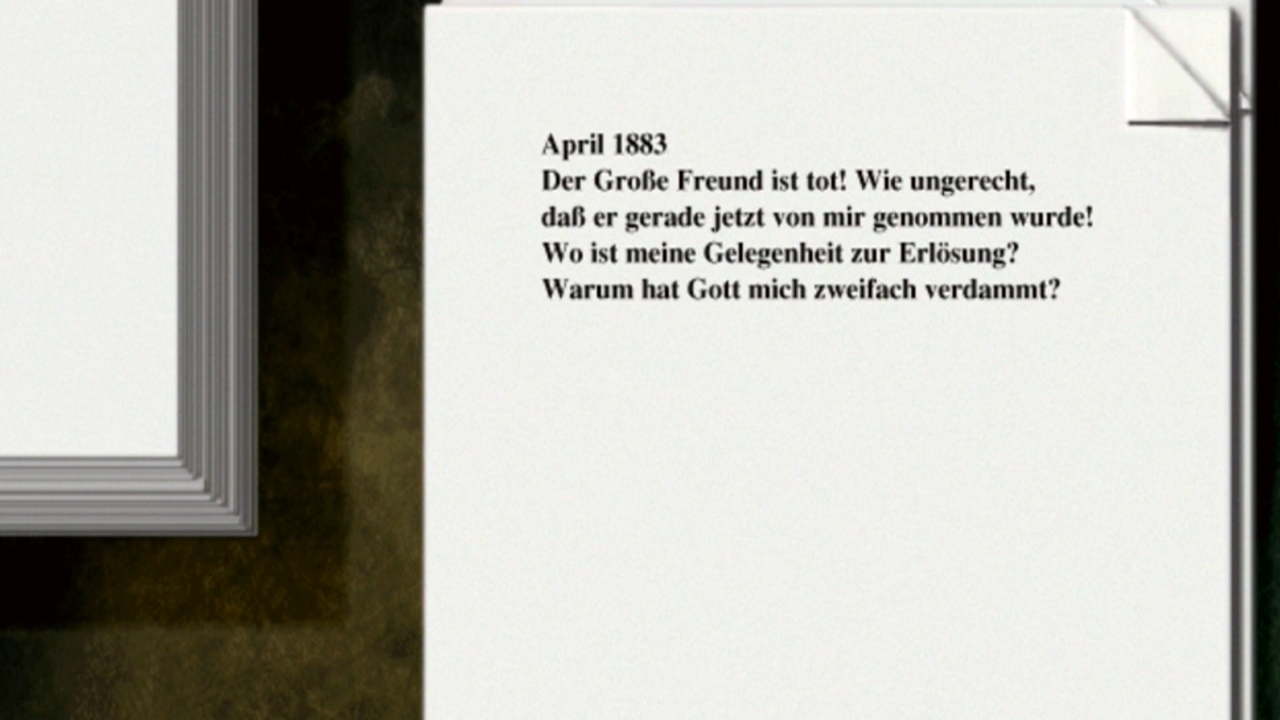 April 1883
Der Große Freund ist tot! Wie ungerecht,
daß er gerade jetzt von mir genommen wurde!
Wo ist meine Gelegenheit zur Erlösung?
Warum hat Gott mich zweifach verdammt?